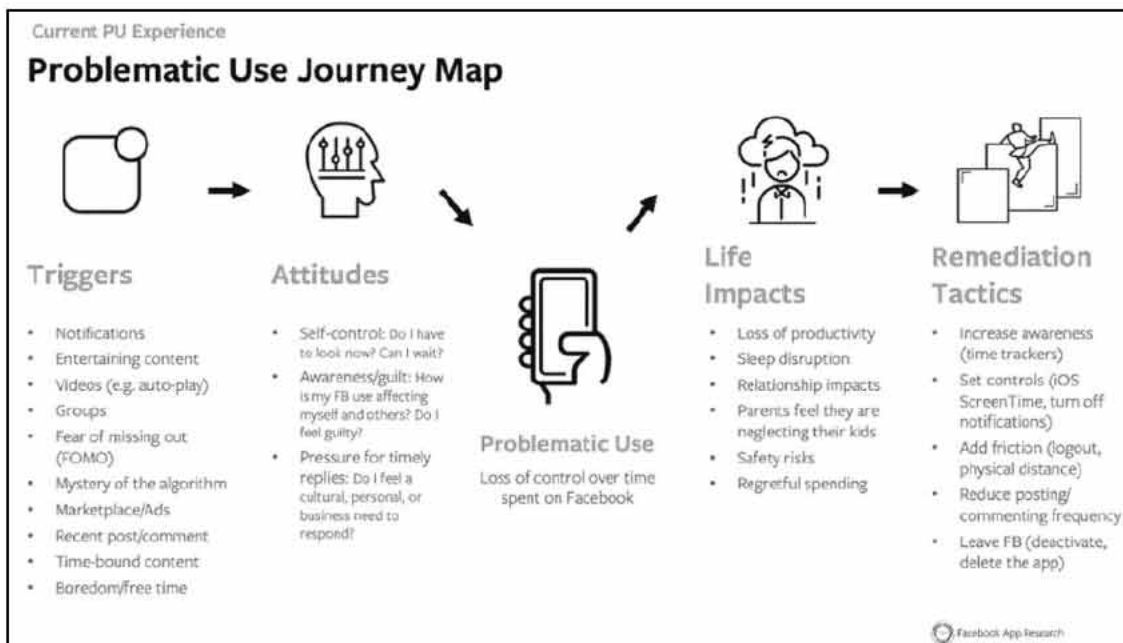 Current PU Experience
Problematic Use Journey Map
Triggers
• Notifications
• Entertaining content
• Videos (e.g. auto-play)
• Groups
• Fear of missing out
(FOMO)
• Mystery of the algorithm
• Marketplace/Ads
• Recent post/comment
• Time-bound content
• Boredom/free time
Attitudes
• Self-control: Do I have
to look now? Can I wait?
• Awareness/guilt: How
is my FB use affecting
myself and others? Do I
feel guilty?
• Pressure for timely
replies: Do I feel a
cultural, personal, or
business need to
respond?
Problematic Use
Loss of control over time
spent on Facebook
Life
Impacts
• Loss of productivity
• Sleep disruption
• Relationship impacts
• Parents feel they are
neglecting their kids
• Safety risks
• Regretful spending
Remediation
Tactics
• Increase awareness
(time trackers)
• Set controls (iOS
ScreenTime, turn off
notifications)
• Add friction (logout,
physical distance)
• Reduce posting/
commenting frequency
• Leave FB (deactivate,
delete the app)
Facebook App Research